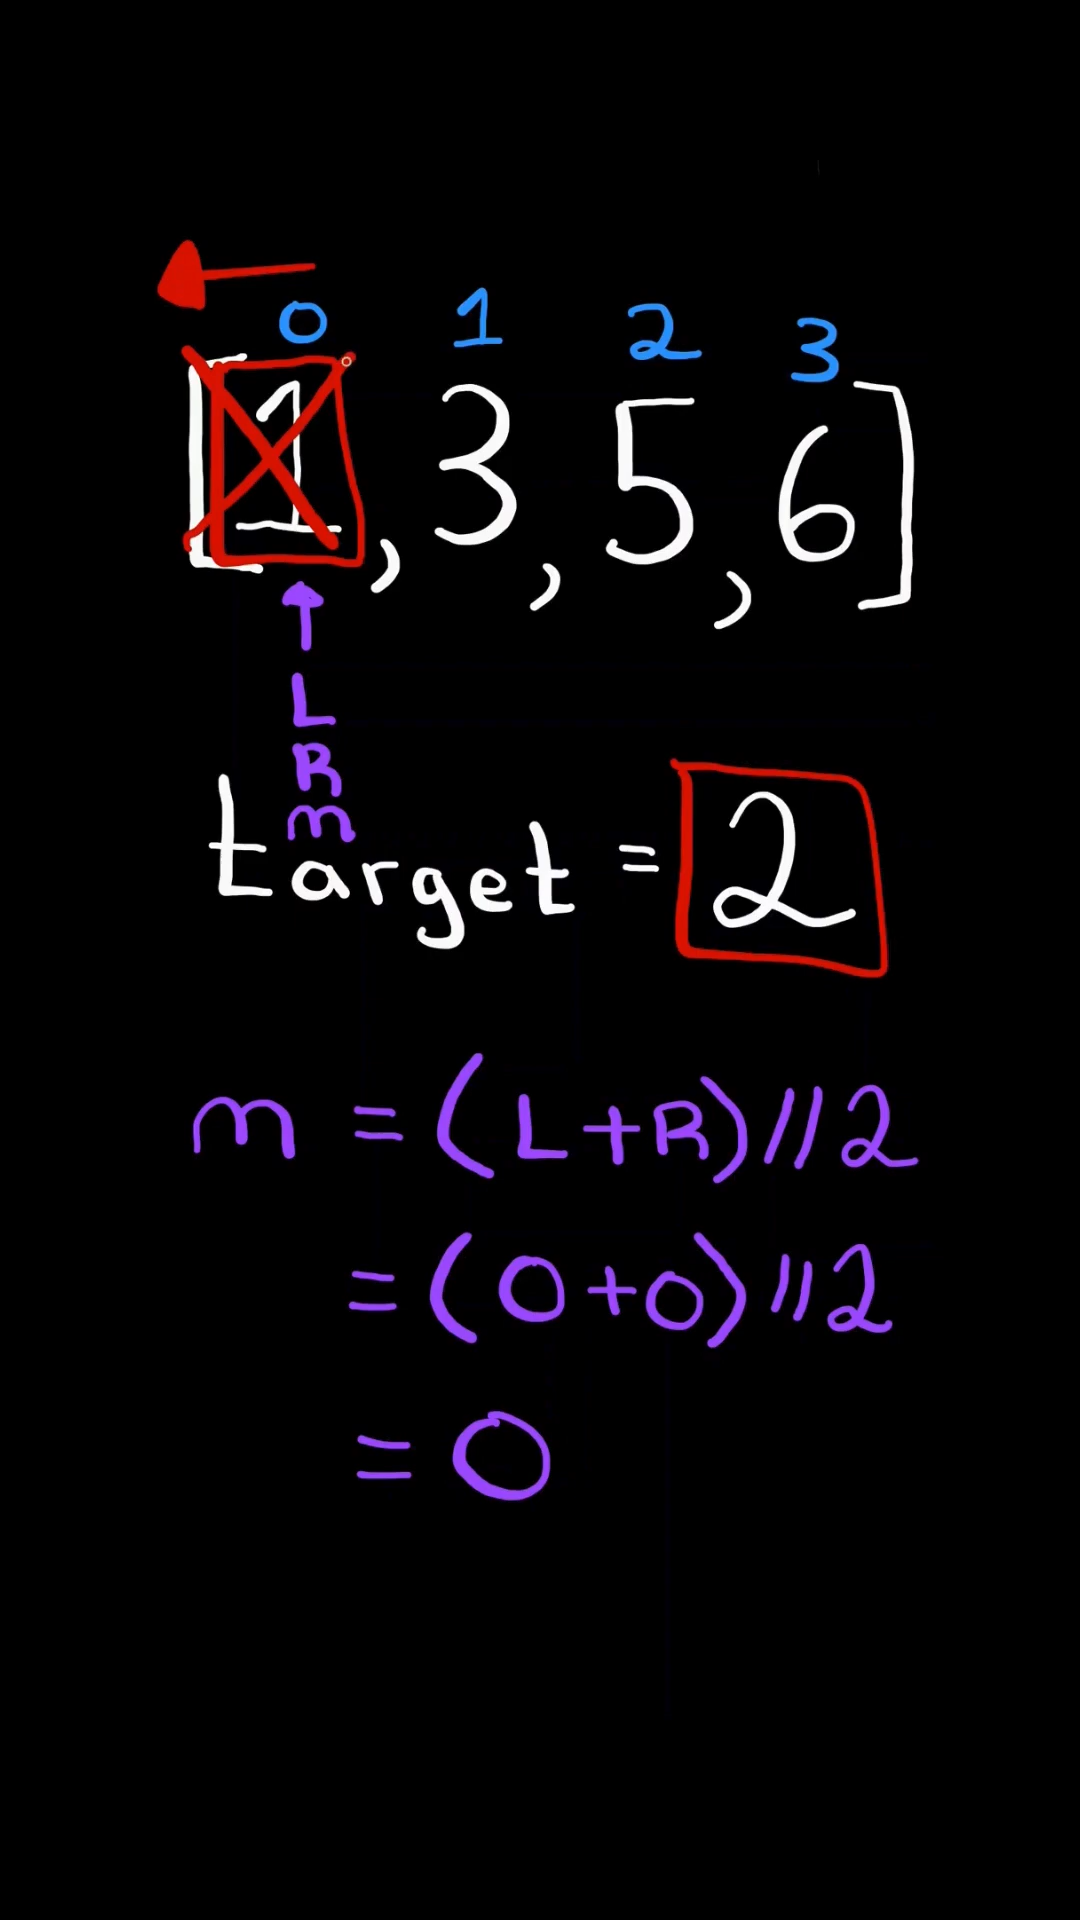 0 1 2 3
[1, 3, 5, 6]
L
R
m
target = 2
m = (L+R)//2
= (0+0)//2
= 0